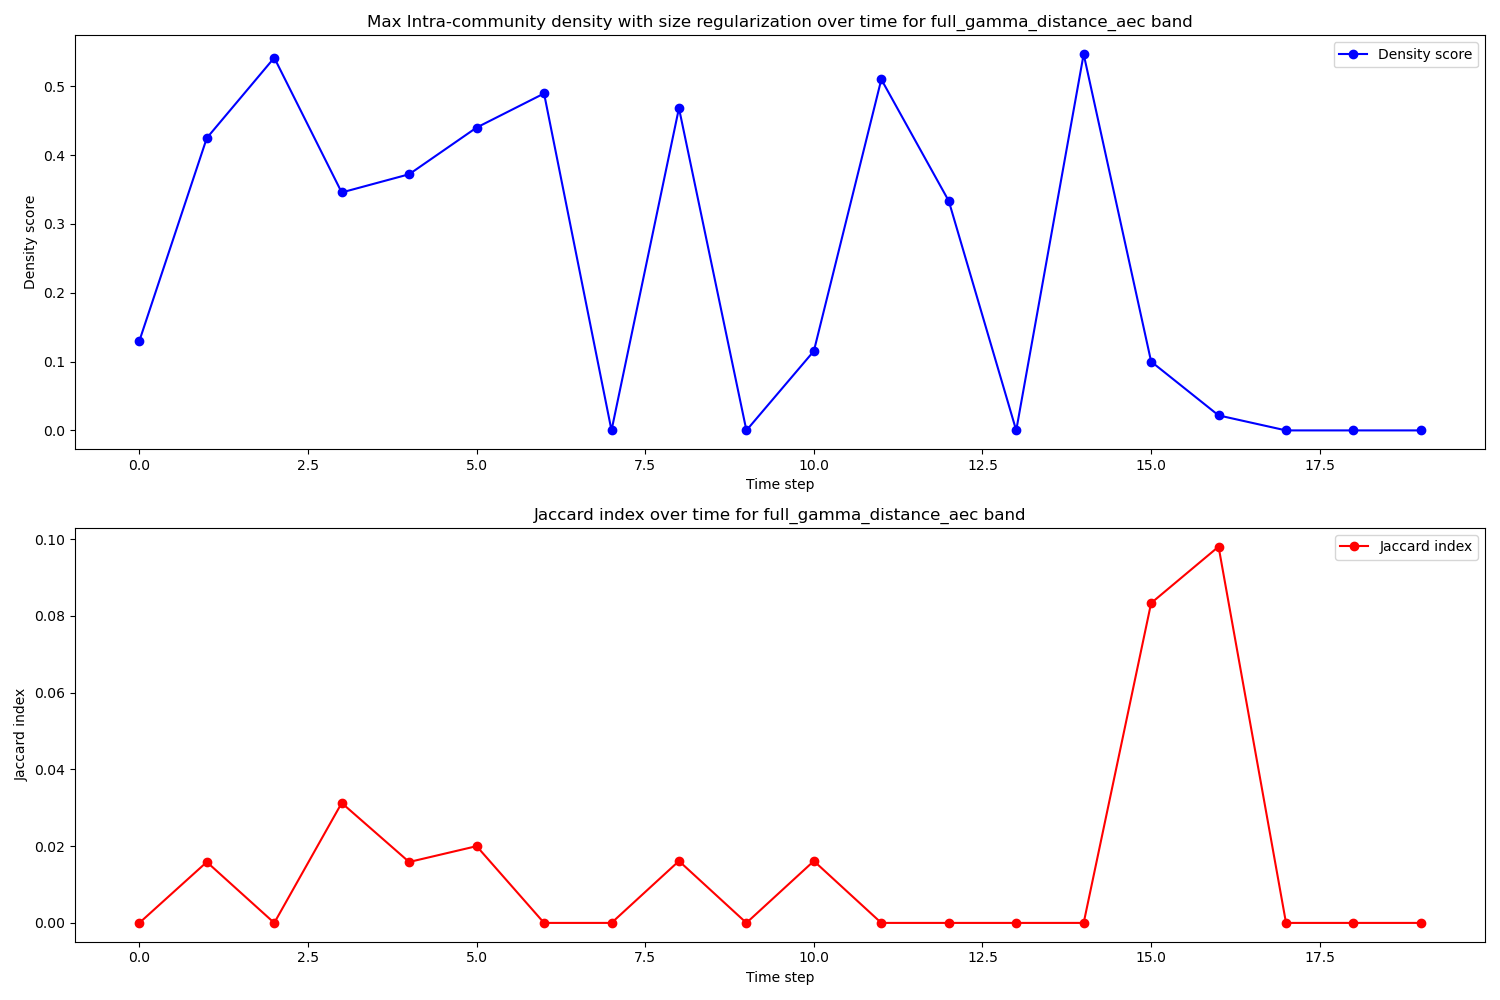 Max Intra-community density with size regularization over time for full_gamma_distance_aec band
Density score
0.5
0.4
0.3
0.2
0.1
0.0
Density score
0.0 2.5 5.0 7.5 10.0 12.5 15.0 17.5
Time step
Jaccard index over time for full_gamma_distance_aec band
Jaccard index
0.10
0.08
0.06
0.04
0.02
0.00
Jaccard index
0.0 2.5 5.0 7.5 10.0 12.5 15.0 17.5
Time step